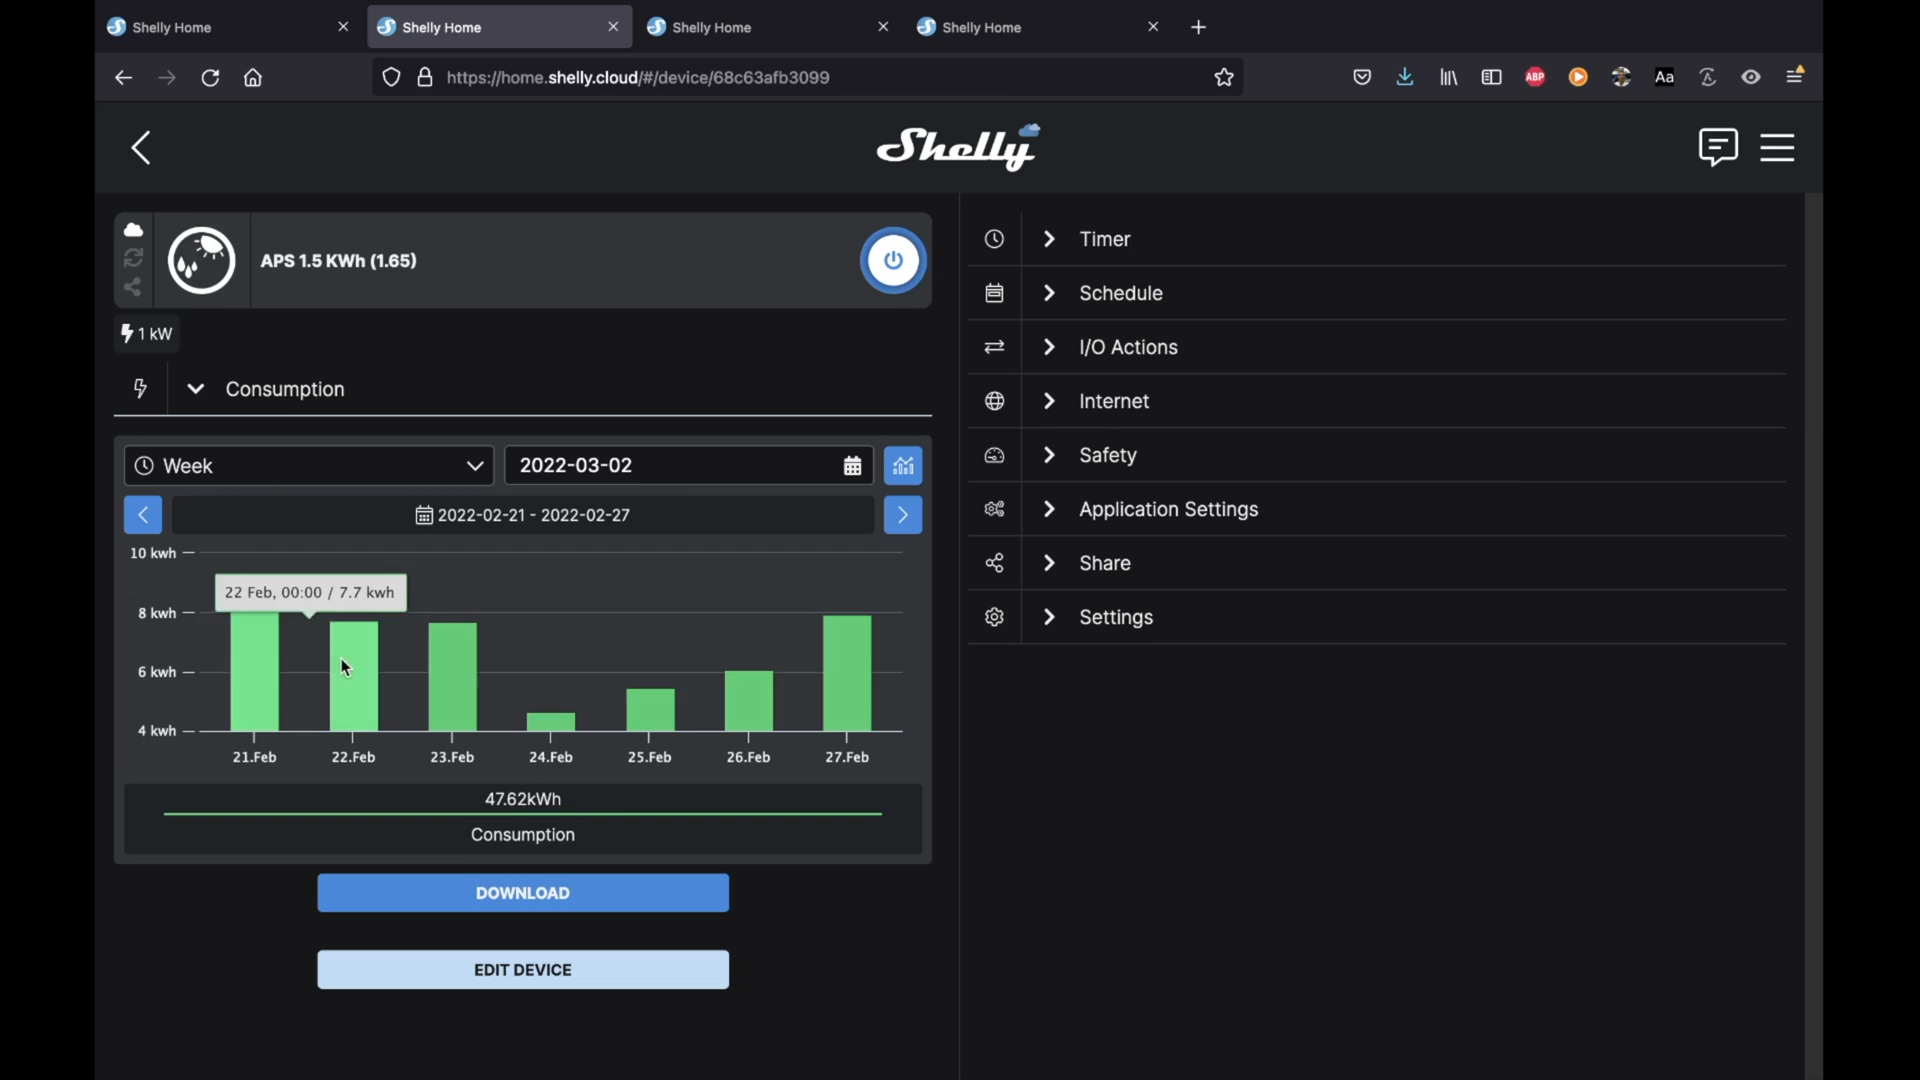 Shelly Home
Shelly Home
Shelly Home
Shelly Home
https://home.shelly.cloud/#/device/68c63afb3099
ABP
Aa
Shelly
APS 1.5 KWh (1.65)
1 kW
Consumption
Week
2022-03-02
2022-02-21 - 2022-02-27
10 kwh
22 Feb, 00:00 / 7.7 kwh
8 kwh
6 kwh
4 kwh
21.Feb
22.Feb
23.Feb
24.Feb
25.Feb
26.Feb
27.Feb
47.62kWh
Consumption
DOWNLOAD
EDIT DEVICE
Timer
Schedule
I/O Actions
Internet
Safety
Application Settings
Share
Settings